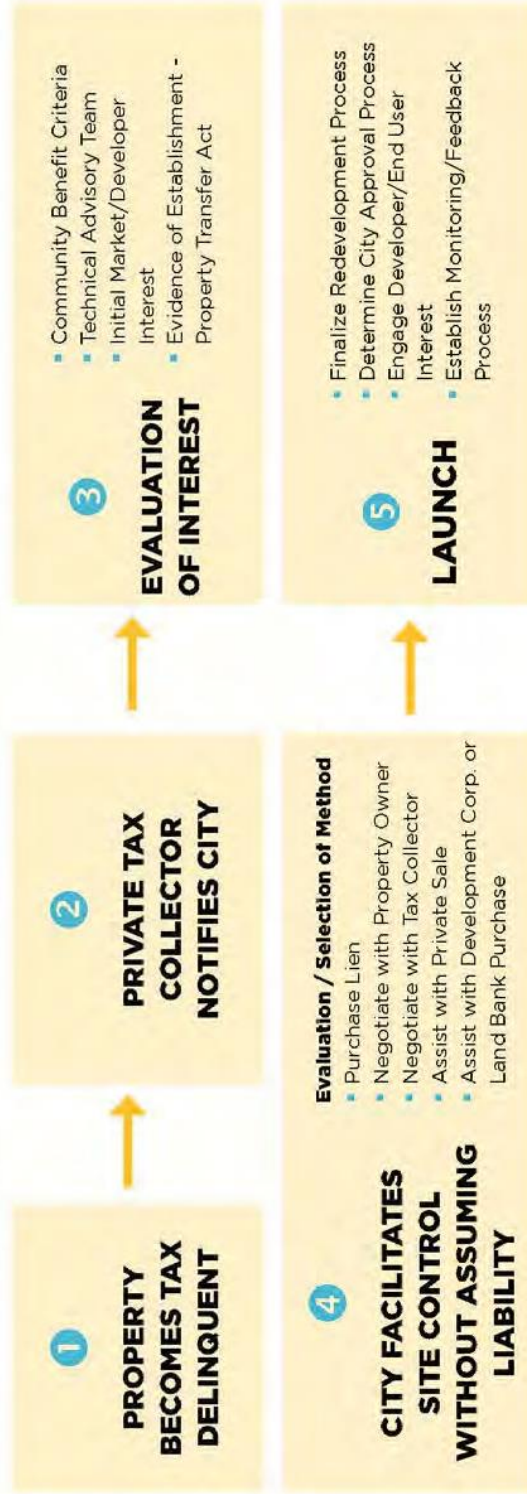 1
PROPERTY
BECOMES TAX
DELINQUENT
2
PRIVATE TAX
COLLECTOR
NOTIFIES CITY
3
EVALUATION
OF INTEREST
▪ Community Benefit Criteria
▪ Technical Advisory Team
▪ Initial Market/Developer
Interest
▪ Evidence of Establishment -
Property Transfer Act
4
CITY FACILITATES
SITE CONTROL
WITHOUT ASSUMING
LIABILITY
Evaluation / Selection of Method
▪ Purchase Lien
▪ Negotiate with Property Owner
▪ Negotiate with Tax Collector
▪ Assist with Private Sale
▪ Assist with Development Corp. or
Land Bank Purchase
5
LAUNCH
▪ Finalize Redevelopment Process
▪ Determine City Approval Process
▪ Engage Developer/End User
Interest
▪ Establish Monitoring/Feedback
Process